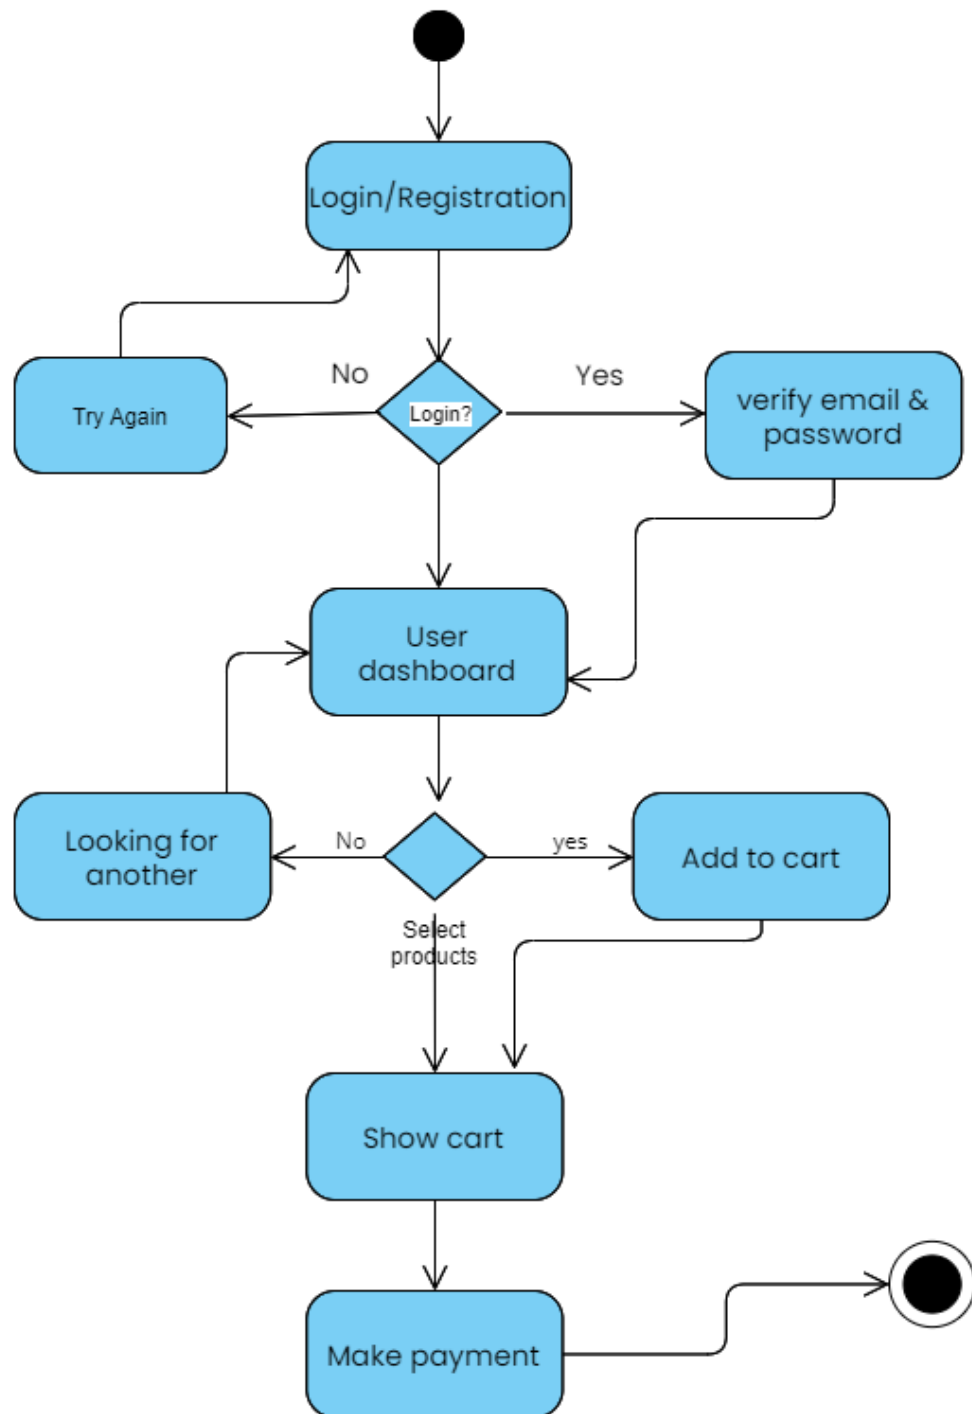 Login/Registration
No
Yes
Try Again
Login?
verify email &
password
User
dashboard
Looking for
another
No
yes
Add to cart
Select
products
Show cart
Make payment